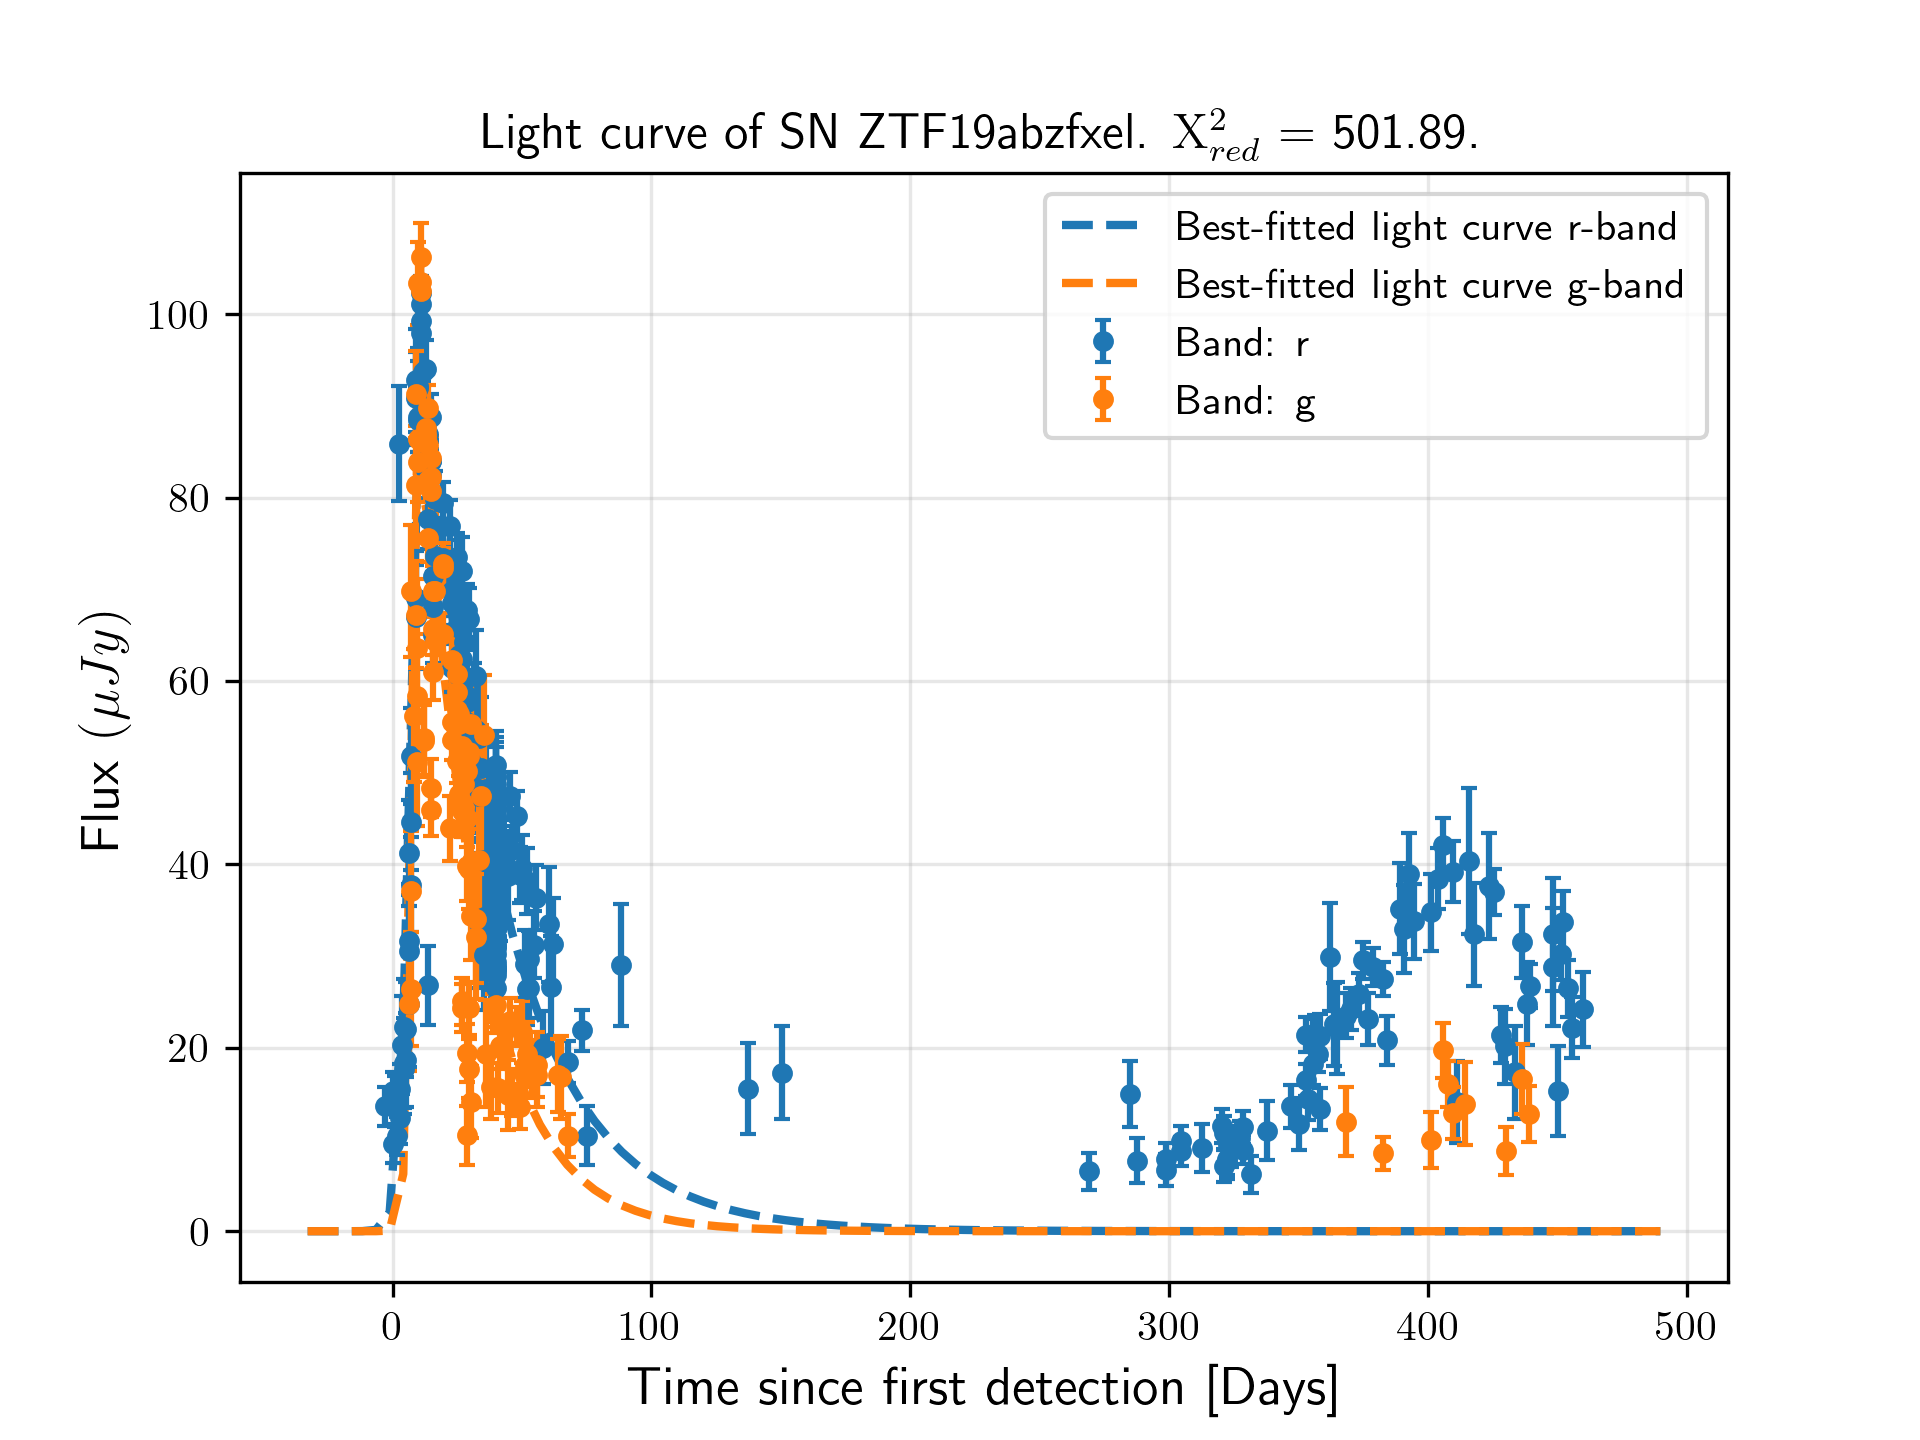 Light curve of SN ZTF19abzfxel. X²red = 501.89.
Best-fitted light curve r-band
Best-fitted light curve g-band
Band: r
Band: g
Flux (μJy)
100
80
60
40
20
0
0 100 200 300 400 500
Time since first detection [Days]